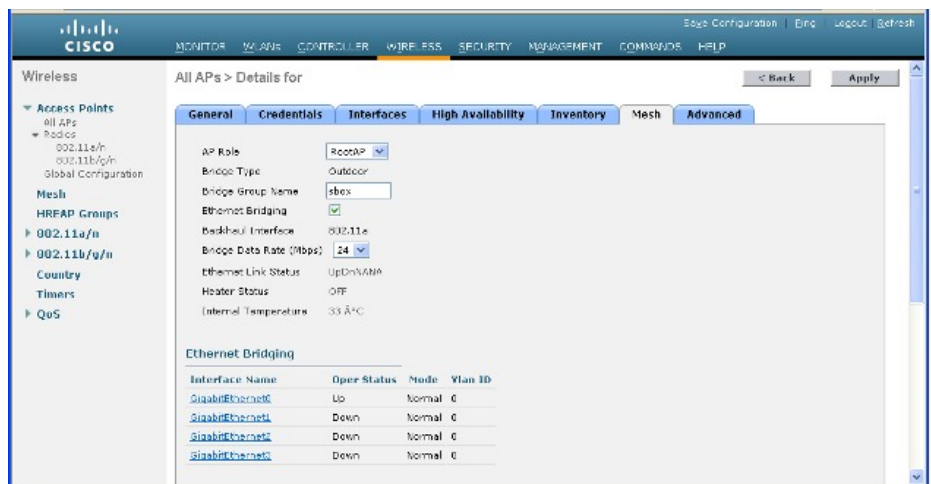 Save Configuration | Ping | Logout | Refresh
CISCO
MONITOR WLANs CONTROLLER WIRELESS SECURITY MANAGEMENT COMMANDS HELP
Wireless
All APs > Details for
< Back
Apply
Access Points
All APs
Radios
802.11a/n
802.11b/g/n
Global Configuration
Mesh
HREAP Groups
802.11a/n
802.11b/g/n
Country
Timers
QoS
General Credentials Interfaces High Availability Inventory Mesh Advanced
AP Role RootAP
Bridge Type Outdoor
Bridge Group Name sbox
Ethernet Bridging
Backhaul Interface 802.11a
Bridge Data Rate (Mbps) 24
Ethernet Link Status UpDnNANA
Heater Status OFF
Internal Temperature 33 Â°C
Ethernet Bridging
Interface Name Oper Status Mode Vlan ID
GigabitEthernet0 Up Normal 0
GigabitEthernet1 Down Normal 0
GigabitEthernet2 Down Normal 0
GigabitEthernet3 Down Normal 0